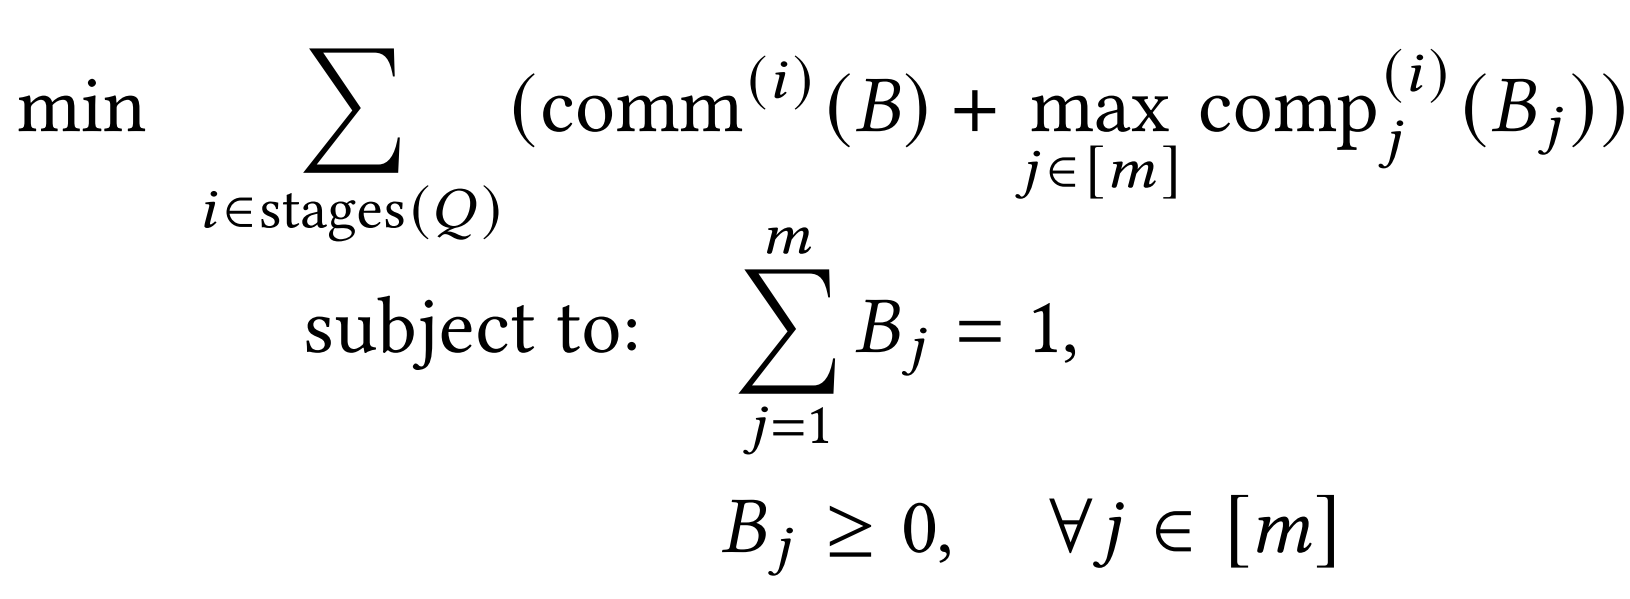 min ∑_{i∈stages(Q)} (comm^{(i)}(B) + max_{j∈[m]} comp_j^{(i)}(B_j))
subject to: ∑_{j=1}^{m} B_j = 1,
B_j ≥ 0, ∀j ∈ [m]